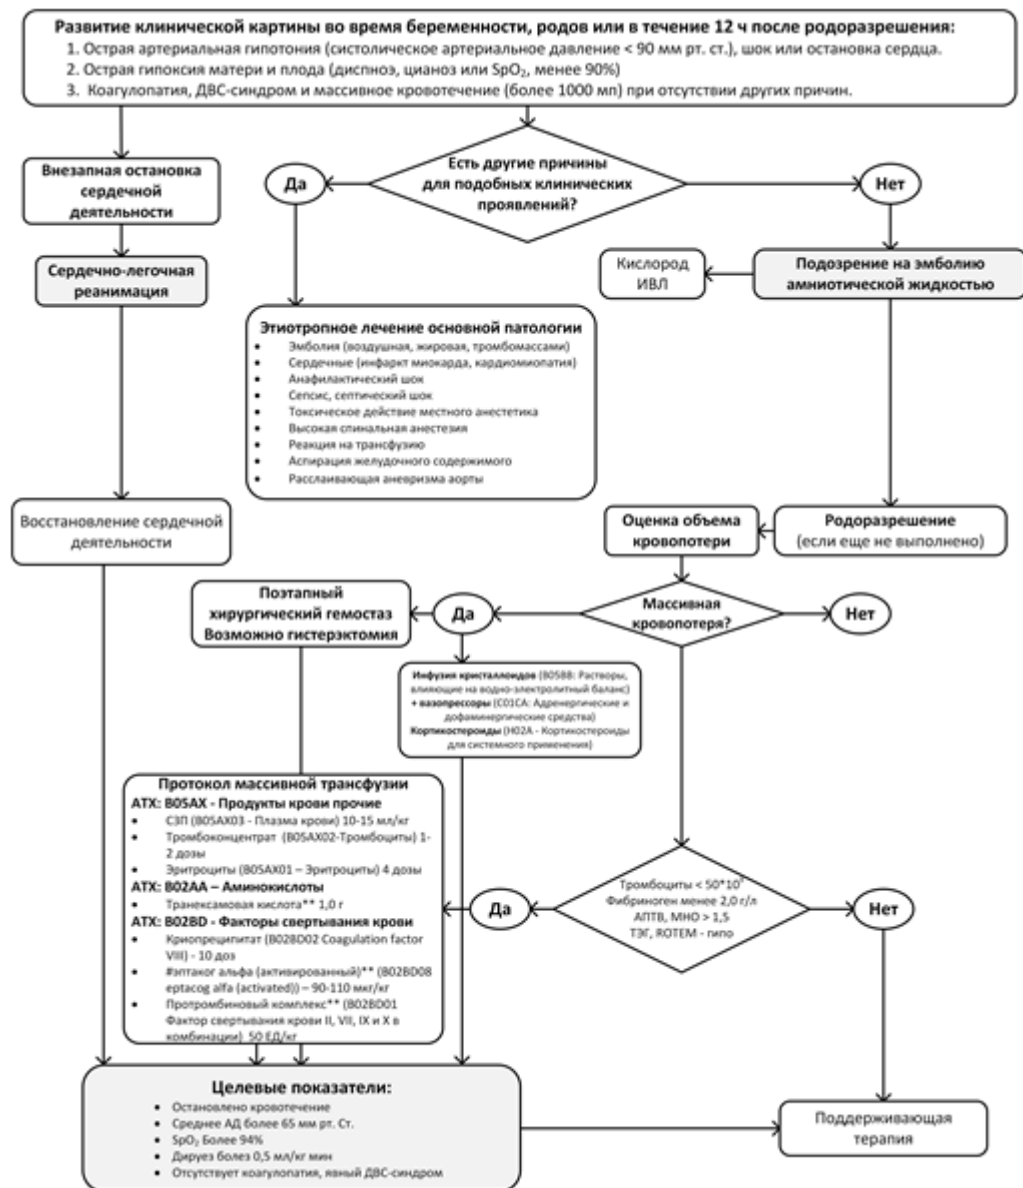 Развитие клинической картины во время беременности, родов или в течение 12 ч после родоразрешения:
1. Острая артериальная гипотония (систолическое артериальное давление < 90 мм рт. ст.), шок или остановка сердца.
2. Острая гипоксия матери и плода (диспноэ, цианоз или SpO₂, менее 90%)
3. Коагулопатия, ДВС-синдром и массивное кровотечение (более 1000 мл) при отсутствии других причин.
Внезапная остановка
сердечной
деятельности
Да
Есть другие причины
для подобных клинических
проявлений?
Нет
Сердечно-легочная
реанимация
Кислород
ИВЛ
Подозрение на эмболию
амниотической жидкостью
Этиотропное лечение основной патологии
• Эмболия (воздушная, жировая, тромбомассами)
• Сердечные (инфаркт миокарда, кардиомиопатия)
• Анафилактический шок
• Сепсис, септический шок
• Токсическое действие местного анестетика
• Высокая спинальная анестезия
• Реакция на трансфузию
• Аспирация желудочного содержимого
• Расслаивающая аневризма аорты
Восстановление сердечной
деятельности
Оценка объема
кровопотери
Родоразрешение
(если еще не выполнено)
Поэтапный
хирургический гемостаз
Возможно гистерэктомия
Да
Массивная
кровопотеря?
Нет
Инфузия кристаллоидов (B05BB: Растворы,
влияющие на водно-электролитный баланс)
+ вазопрессоры (C01CA: Адренергические и
дофаминергические средства)
Кортикостероиды (H02A - Кортикостероиды
для системного применения)
Протокол массивной трансфузии
АТХ: B05AX - Продукты крови прочие
• СЗП (B05AX03 - Плазма крови) 10-15 мл/кг
• Тромбоконцентрат (B05AX02-Тромбоциты) 1-
2 дозы
• Эритроциты (B05AX01 – Эритроциты) 4 дозы
АТХ: B02AA – Аминокислоты
• Транексамовая кислота** 1,0 г
АТХ: B02BD - Факторы свертывания крови
• Криопреципитат (B02BD02 Coagulation factor
VIII) - 10 доз
• #эптаког альфа (активированный)** (B02BD08
eptacog alfa (activated)) – 90-110 мкг/кг
• Протромбиновый комплекс** (B02BD01
Фактор свертывания крови II, VII, IX и X в
комбинации) 50 ЕД/кг
Да
Тромбоциты < 50*10⁹
Фибриноген менее 2,0 г/л
АПТВ, МНО > 1,5
ТЭГ, ROTEM - гипо
Нет
Целевые показатели:
• Остановлено кровотечение
• Среднее АД более 65 мм рт. Ст.
• SpO₂ Более 94%
• Дируез болез 0,5 мл/кг мин
• Отсутствует коагулопатия, явный ДВС-синдром
Поддерживающая
терапия